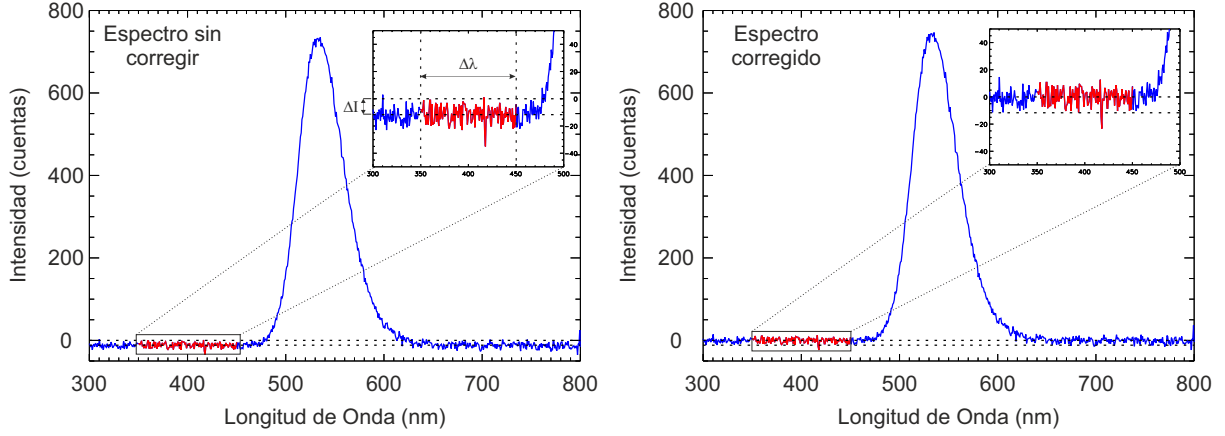 Espectro sin
corregir
Intensidad (cuentas)
800
600
400
200
0
300 400 500 600 700 800
Longitud de Onda (nm)
Δλ
ΔI
40
20
0
-20
-40
300 350 400 450 500
Espectro
corregido
Intensidad (cuentas)
800
600
400
200
0
300 400 500 600 700 800
Longitud de Onda (nm)
40
20
0
-20
-40
300 350 400 450 500